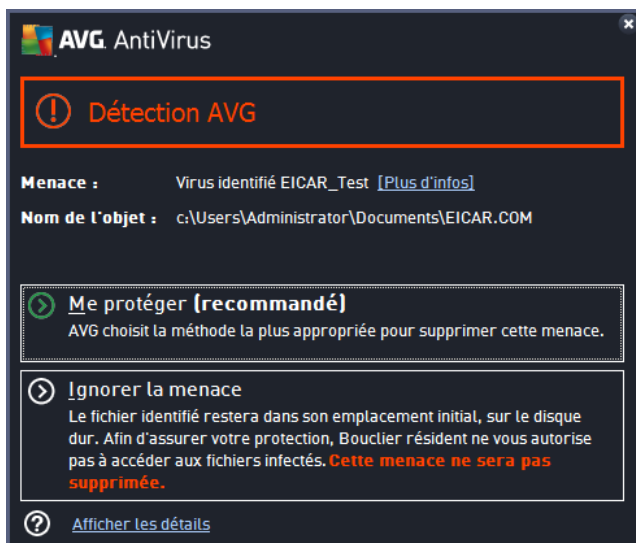 AVG. AntiVirus
Détection AVG
Menace : Virus identifié EICAR_Test [Plus d'infos]
Nom de l'objet : c:\Users\Administrator\Documents\EICAR.COM
Me protéger (recommandé)
AVG choisit la méthode la plus appropriée pour supprimer cette menace.
Ignorer la menace
Le fichier identifié restera dans son emplacement initial, sur le disque
dur. Afin d'assurer votre protection, Bouclier résident ne vous autorise
pas à accéder aux fichiers infectés. Cette menace ne sera pas
supprimée.
Afficher les détails